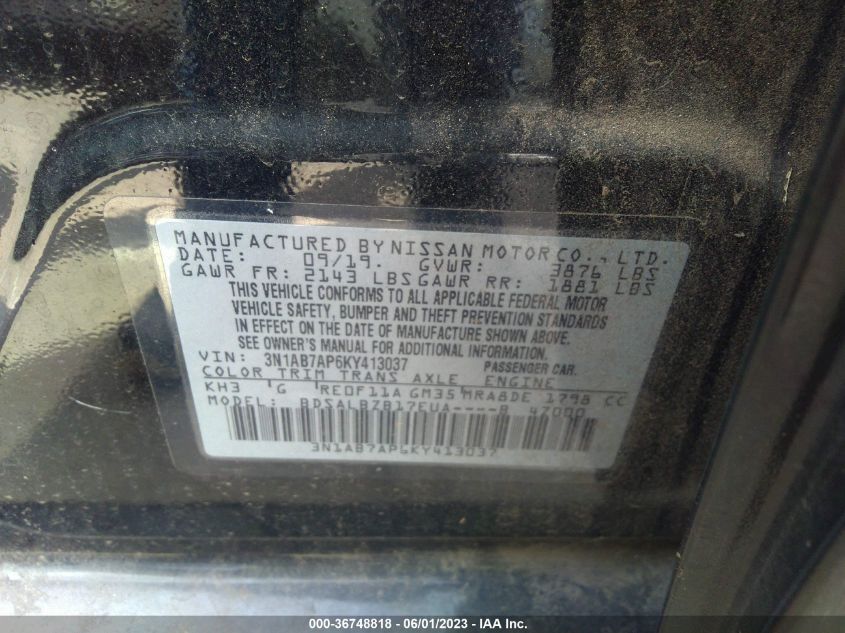 MANUFACTURED BY NISSAN MOTOR CO., LTD.
DATE: 09/19. GVWR: 3876 LBS
GAWR FR: 2143 LBS GAWR RR: 1881 LBS
THIS VEHICLE CONFORMS TO ALL APPLICABLE FEDERAL MOTOR
VEHICLE SAFETY, BUMPER AND THEFT PREVENTION STANDARDS
IN EFFECT ON THE DATE OF MANUFACTURE SHOWN ABOVE.
SEE OWNER'S MANUAL FOR ADDITIONAL INFORMATION.
VIN: 3N1AB7AP6KY413037 PASSENGER CAR.
COLOR TRIM TRANS AXLE ENGINE
KH3 G RE0F11A GM35 MRA8DE 1798 CC
MODEL: BDSALBZB17EUA----B 47000
3N1AB7AP6KY413037
000-36748818 - 06/01/2023 - IAA Inc.